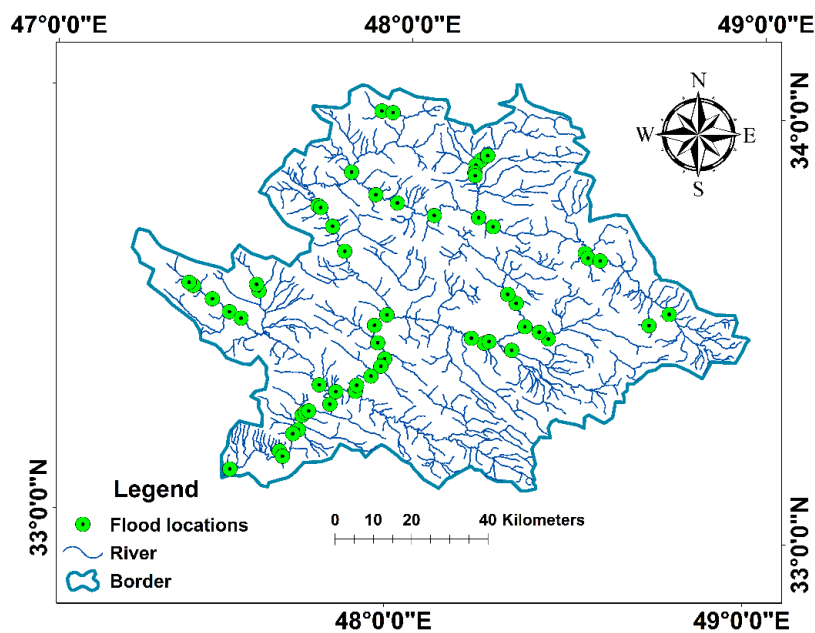 47°0'0"E 48°0'0"E 49°0'0"E
N
W E
S
34°0'0"N
33°0'0"N
33°0'0"N
Legend
Flood locations
River
Border
0 10 20 40 Kilometers
48°0'0"E 49°0'0"E